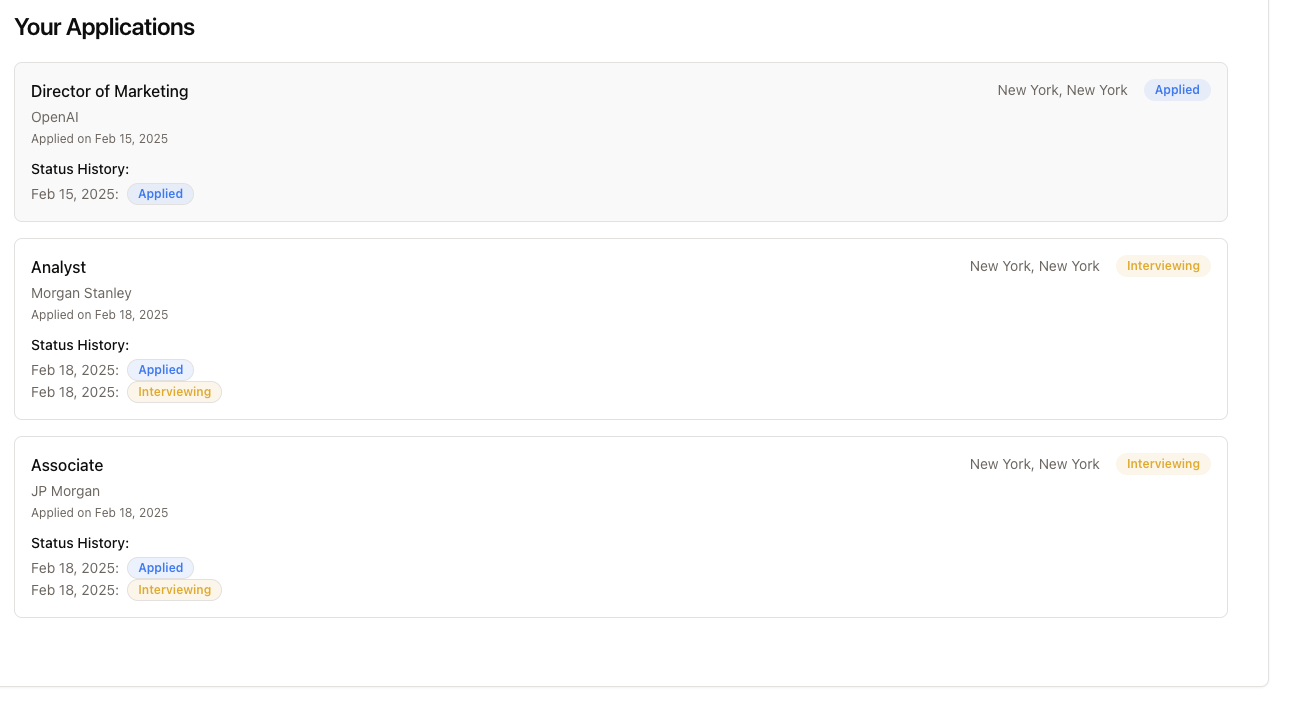 Your Applications
Director of Marketing
New York, New York
Applied
OpenAI
Applied on Feb 15, 2025
Status History:
Feb 15, 2025: Applied
Analyst
New York, New York
Interviewing
Morgan Stanley
Applied on Feb 18, 2025
Status History:
Feb 18, 2025: Applied
Feb 18, 2025: Interviewing
Associate
New York, New York
Interviewing
JP Morgan
Applied on Feb 18, 2025
Status History:
Feb 18, 2025: Applied
Feb 18, 2025: Interviewing